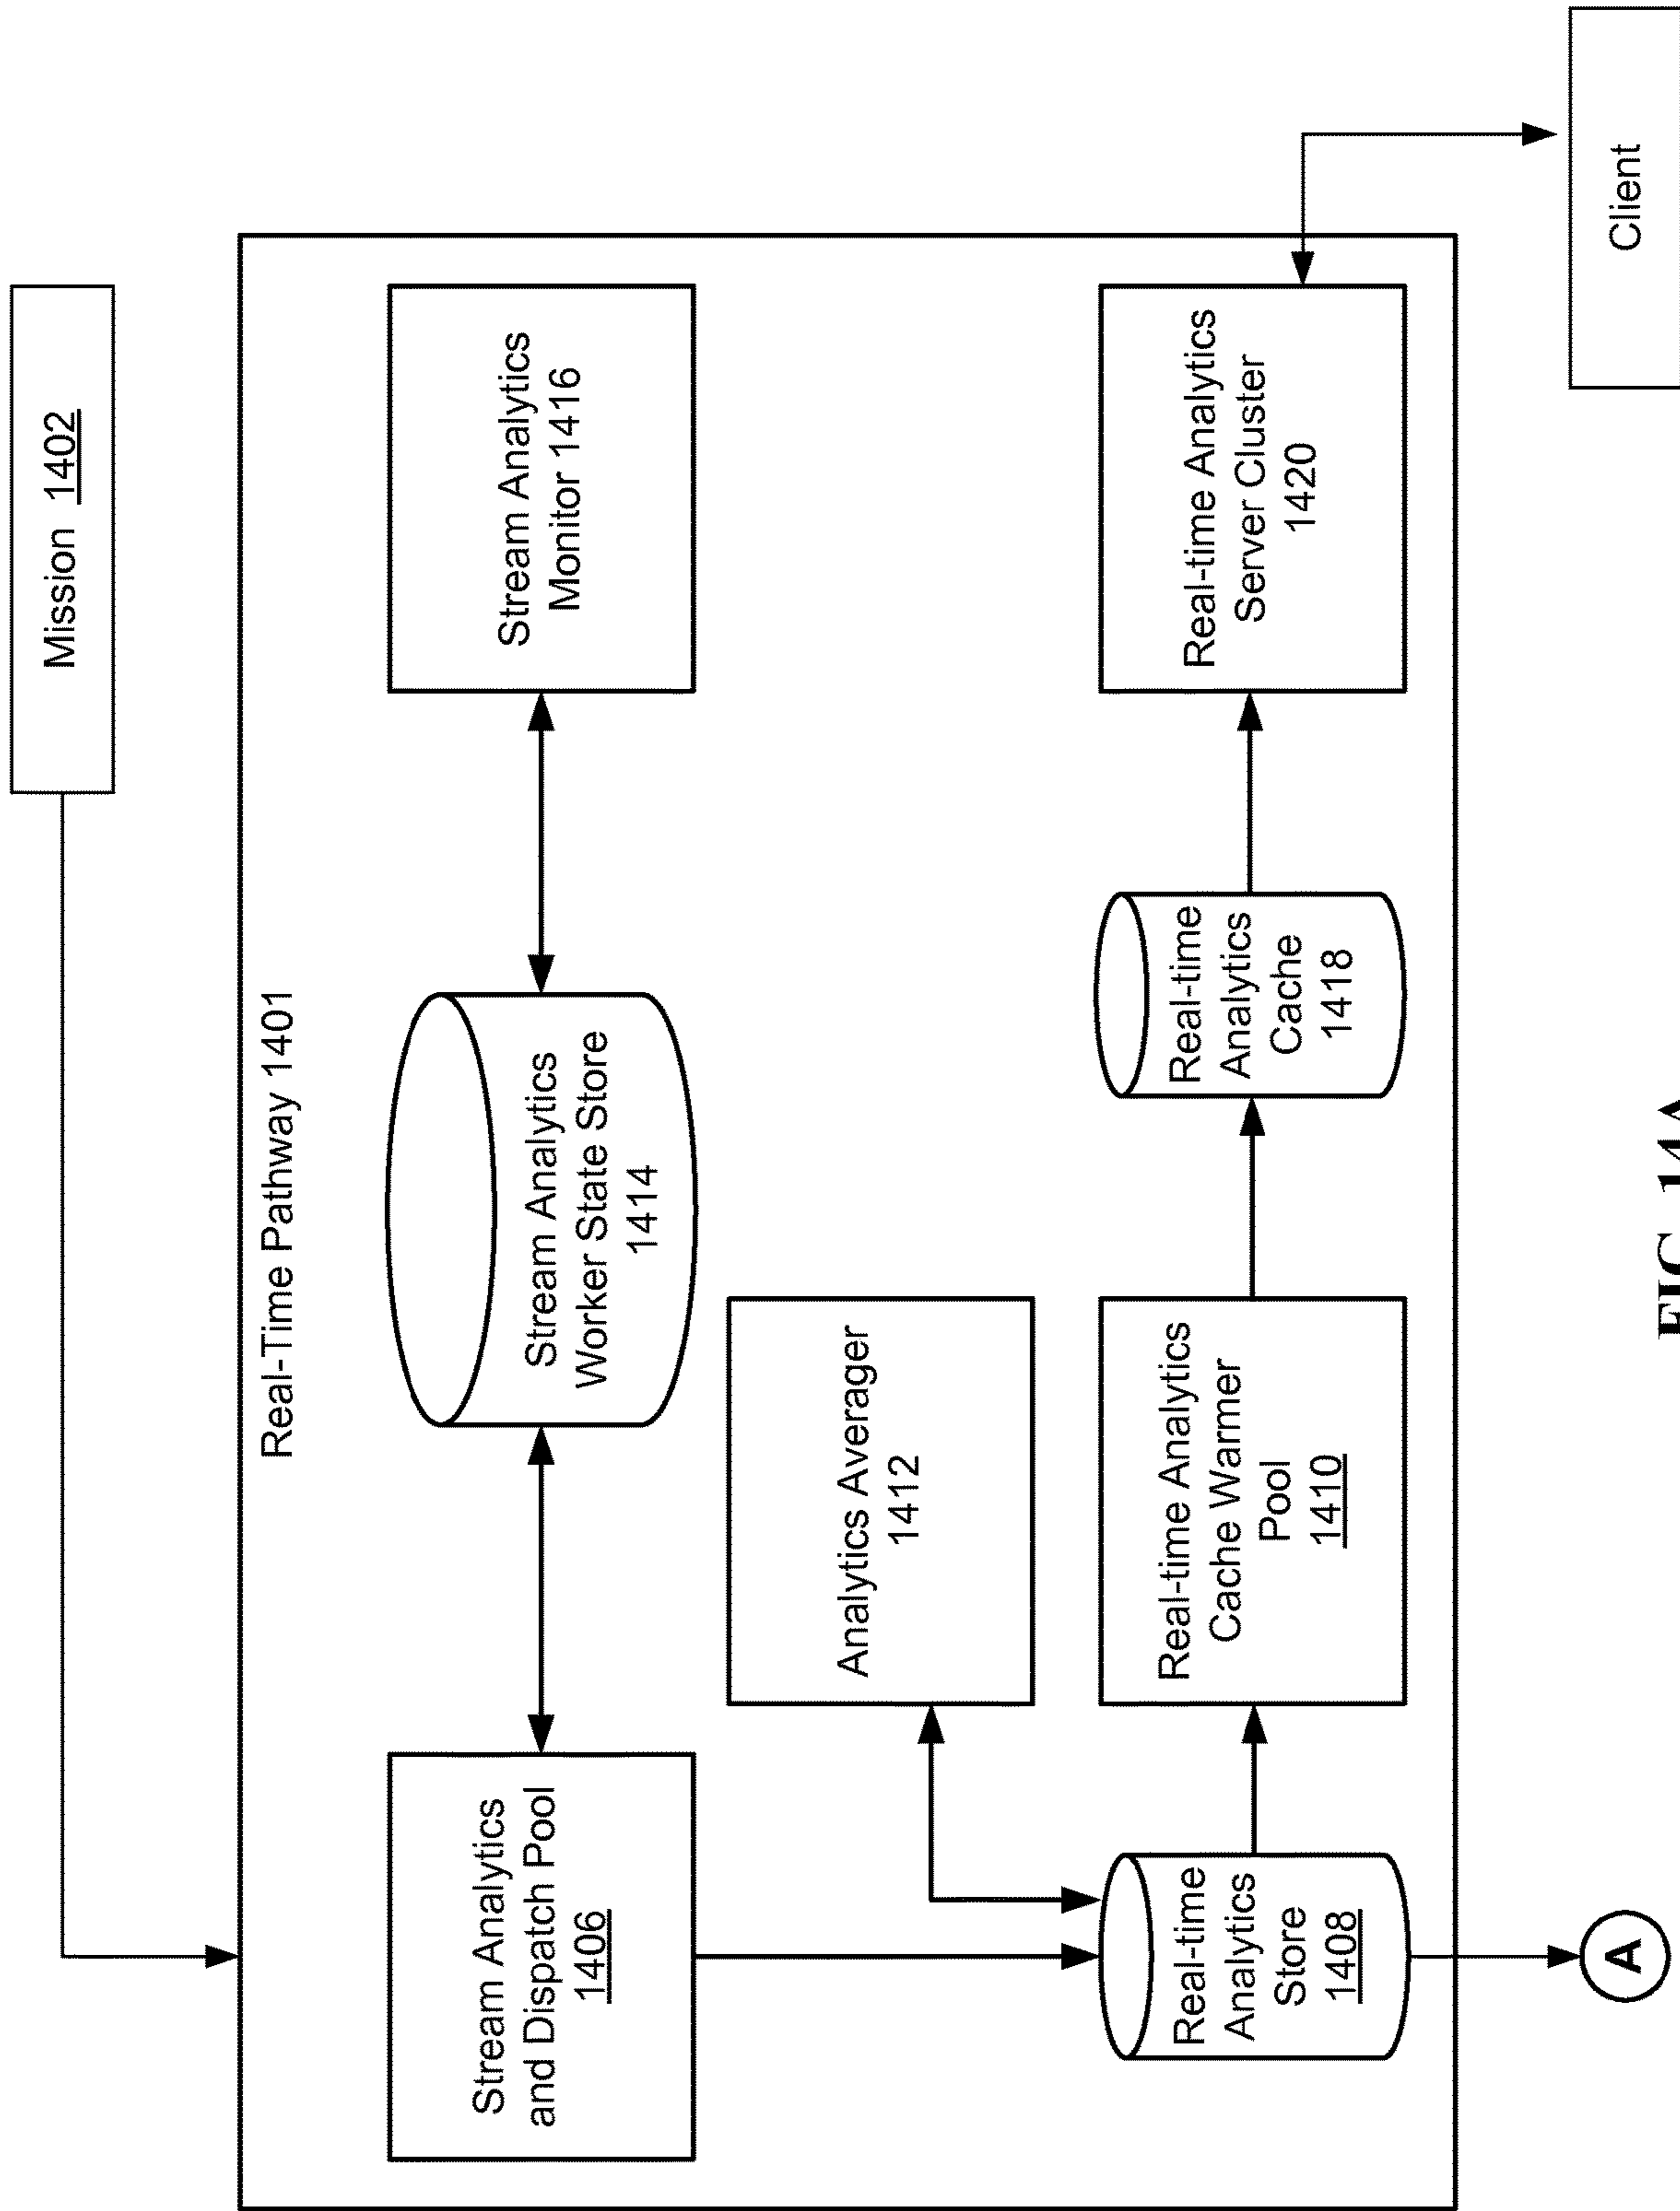 Mission 1402
Real-Time Pathway 1401
Stream Analytics
and Dispatch Pool
1406
Stream Analytics
Worker State Store
1414
Stream Analytics
Monitor 1416
Analytics Averager
1412
Real-time
Analytics
Store
1408
Real-time Analytics
Cache Warmer
Pool
1410
Real-time
Analytics
Cache
1418
Real-time Analytics
Server Cluster
1420
A
Client
FIG. 14A